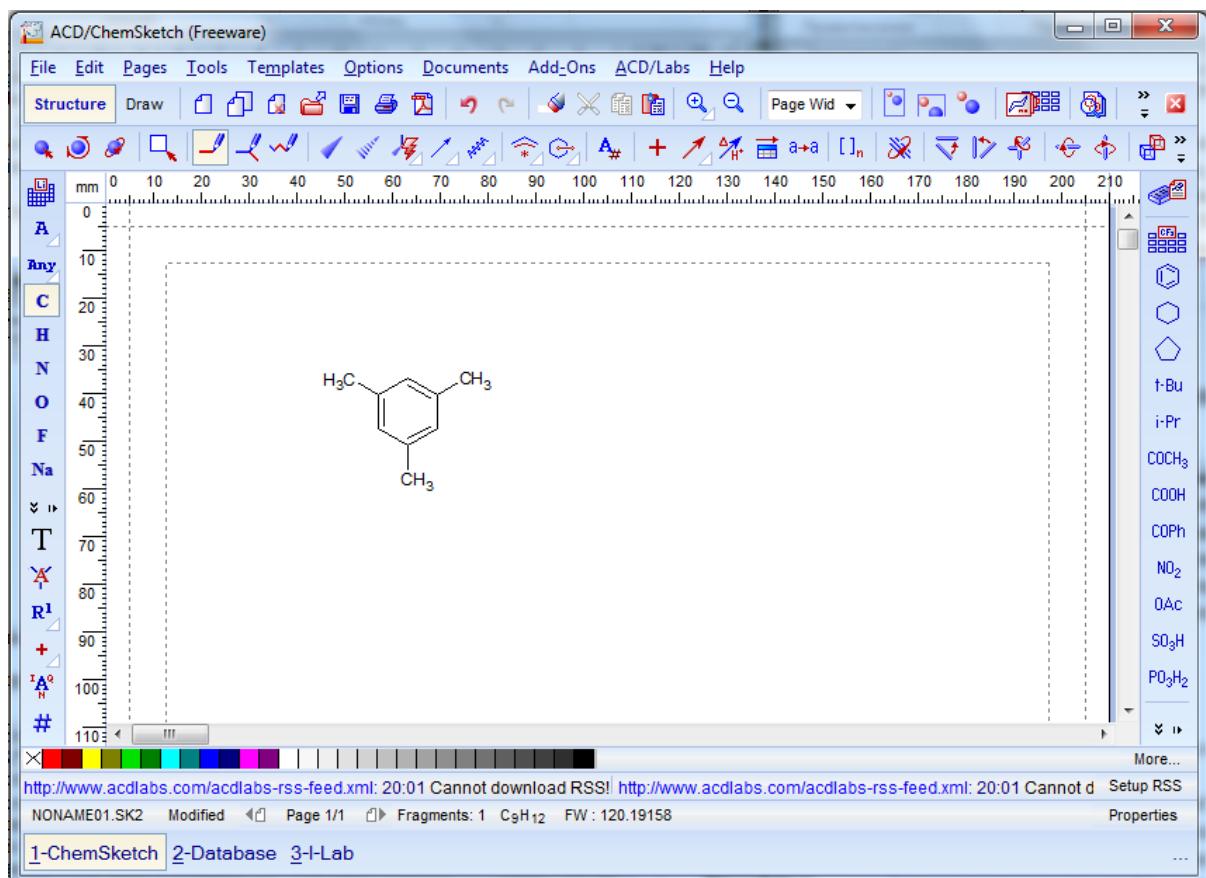 ACD/ChemSketch (Freeware)
File Edit Pages Tools Templates Options Documents Add-Ons ACD/Labs Help
Structure Draw Page Wid
A# H+ a→a []n
mm 0 10 20 30 40 50 60 70 80 90 100 110 120 130 140 150 160 170 180 190 200 210
Li
A
Any
C
H
N
O
F
Na
T
A
R1
+
IAQN
#
0
10
20
30
40
50
60
70
80
90
100
110
H3C CH3
CH3
CF3
t-Bu
i-Pr
COCH3
COOH
COPh
NO2
OAc
SO3H
PO3H2
More...
http://www.acdlabs.com/acdlabs-rss-feed.xml: 20:01 Cannot download RSS! http://www.acdlabs.com/acdlabs-rss-feed.xml: 20:01 Cannot d Setup RSS
NONAME01.SK2 Modified Page 1/1 Fragments: 1 C9H12 FW : 120.19158 Properties
1-ChemSketch 2-Database 3-I-Lab ...